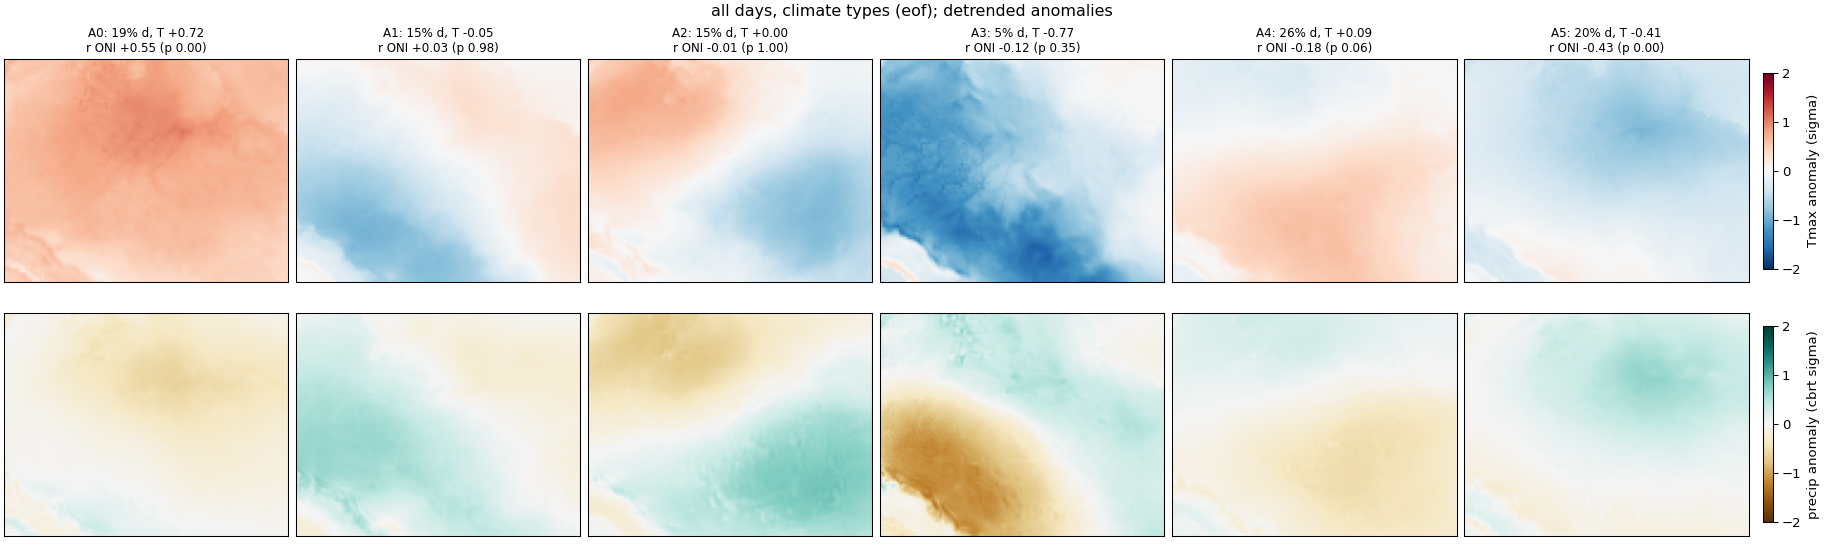 all days, climate types (eof); detrended anomalies
A0: 19% d, T +0.72
r ONI +0.55 (p 0.00)
A1: 15% d, T -0.05
r ONI +0.03 (p 0.98)
A2: 15% d, T +0.00
r ONI -0.01 (p 1.00)
A3: 5% d, T -0.77
r ONI -0.12 (p 0.35)
A4: 26% d, T +0.09
r ONI -0.18 (p 0.06)
A5: 20% d, T -0.41
r ONI -0.43 (p 0.00)
2
1
0
−1
−2
Tmax anomaly (sigma)
2
1
0
−1
−2
precip anomaly (cbrt sigma)